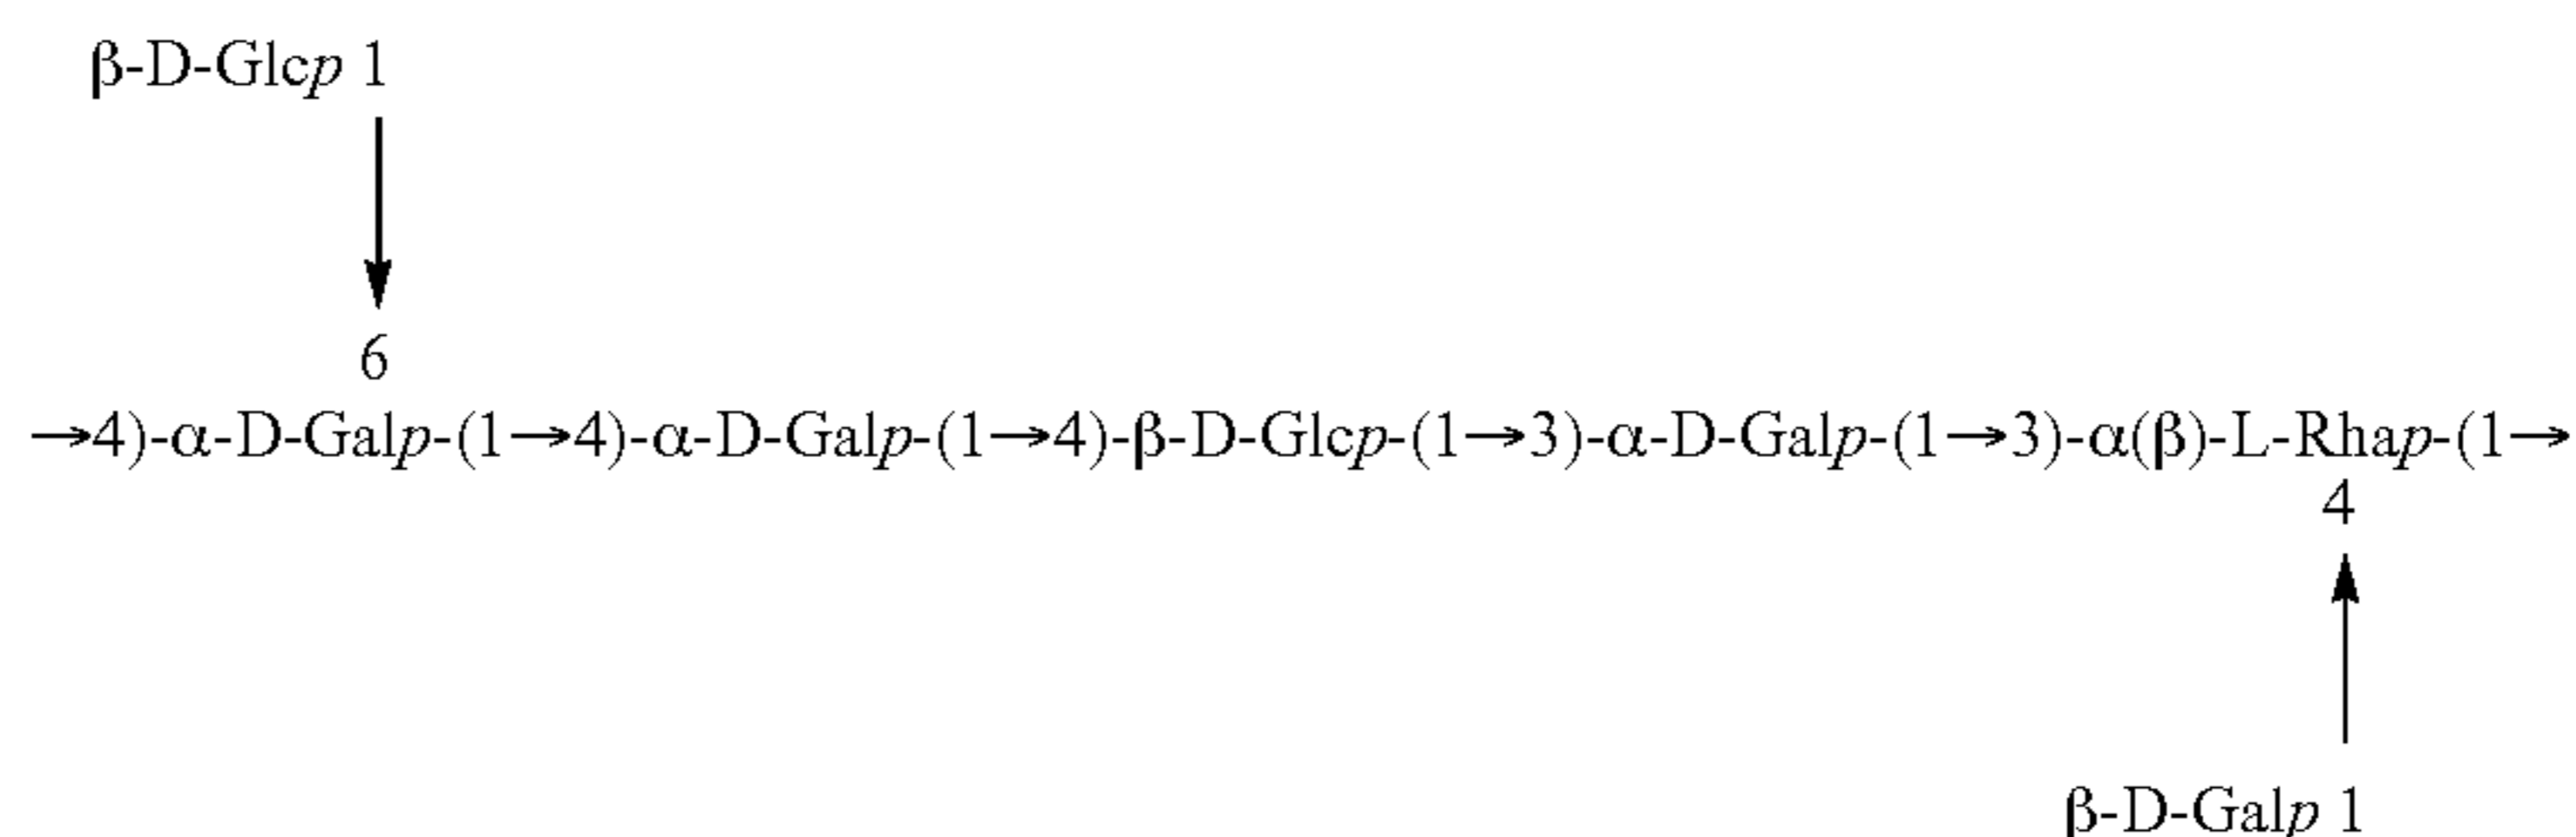 β-D-Glcp 1
6
→4)-α-D-Galp-(1→4)-α-D-Galp-(1→4)-β-D-Glcp-(1→3)-α-D-Galp-(1→3)-α(β)-L-Rhap-(1→
4
β-D-Galp 1